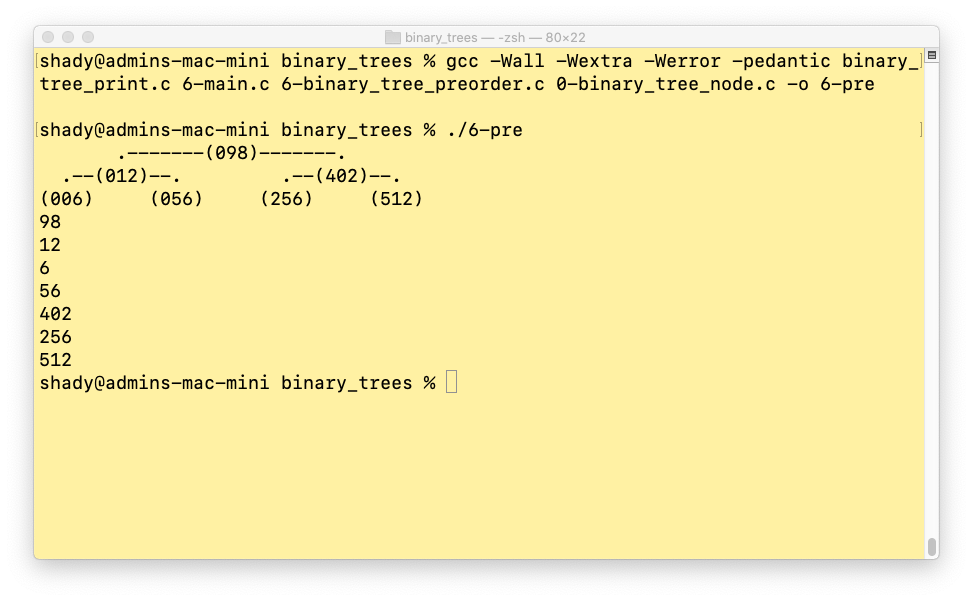 binary_trees — -zsh — 80×22
[shady@admins-mac-mini binary_trees % gcc -Wall -Wextra -Werror -pedantic binary_]
tree_print.c 6-main.c 6-binary_tree_preorder.c 0-binary_tree_node.c -o 6-pre
[shady@admins-mac-mini binary_trees % ./6-pre ]
       .-------(098)-------.
  .--(012)--.         .--(402)--.
(006)     (056)     (256)     (512)
98
12
6
56
402
256
512
shady@admins-mac-mini binary_trees %